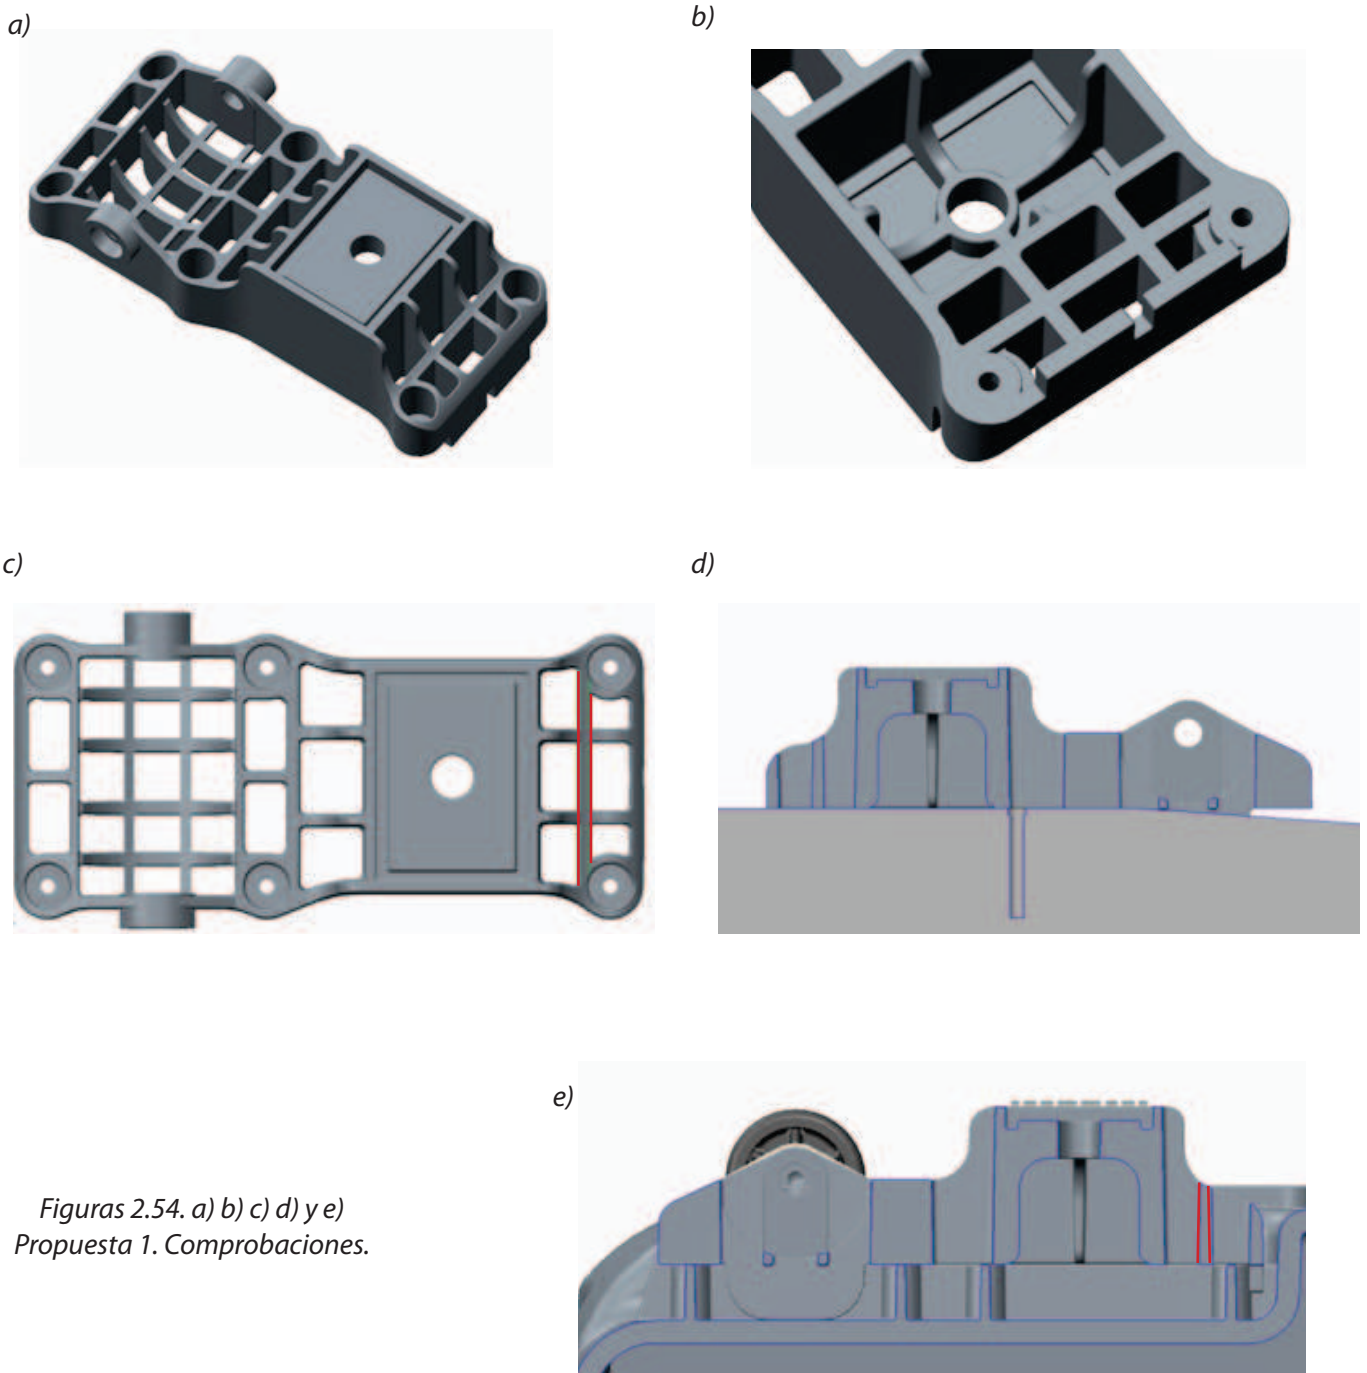 a)
b)
c)
d)
e)
Figuras 2.54. a) b) c) d) y e)
Propuesta 1. Comprobaciones.